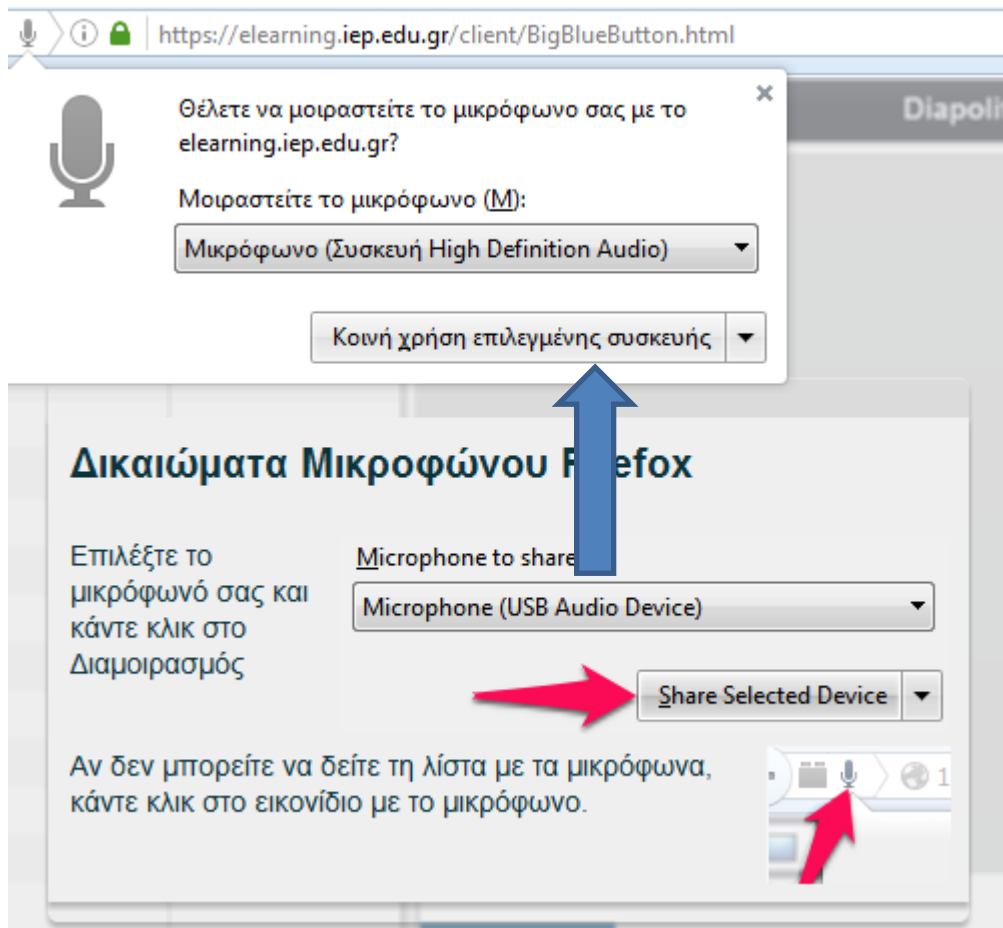 https://elearning.iep.edu.gr/client/BigBlueButton.html
Diapoli
Θέλετε να μοιραστείτε το μικρόφωνο σας με το
elearning.iep.edu.gr?
Μοιραστείτε το μικρόφωνο (Μ):
Μικρόφωνο (Συσκευή High Definition Audio)
Κοινή χρήση επιλεγμένης συσκευής
Δικαιώματα Μικροφώνου F efox
Επιλέξτε το
μικρόφωνό σας και
κάντε κλικ στο
Διαμοιρασμός
Microphone to share
Microphone (USB Audio Device)
Share Selected Device
Αν δεν μπορείτε να δείτε τη λίστα με τα μικρόφωνα,
κάντε κλικ στο εικονίδιο με το μικρόφωνο.
1